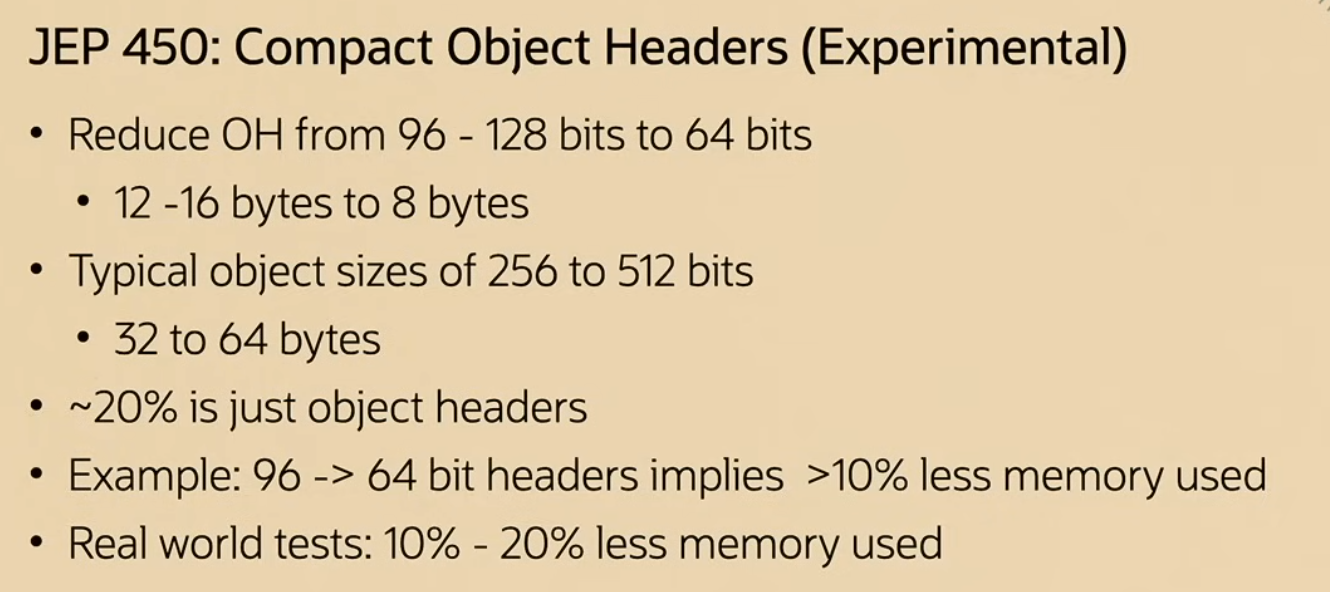 JEP 450: Compact Object Headers (Experimental)
• Reduce OH from 96 - 128 bits to 64 bits
• 12 -16 bytes to 8 bytes
• Typical object sizes of 256 to 512 bits
• 32 to 64 bytes
• ~20% is just object headers
• Example: 96 -> 64 bit headers implies  >10% less memory used
• Real world tests: 10% - 20% less memory used